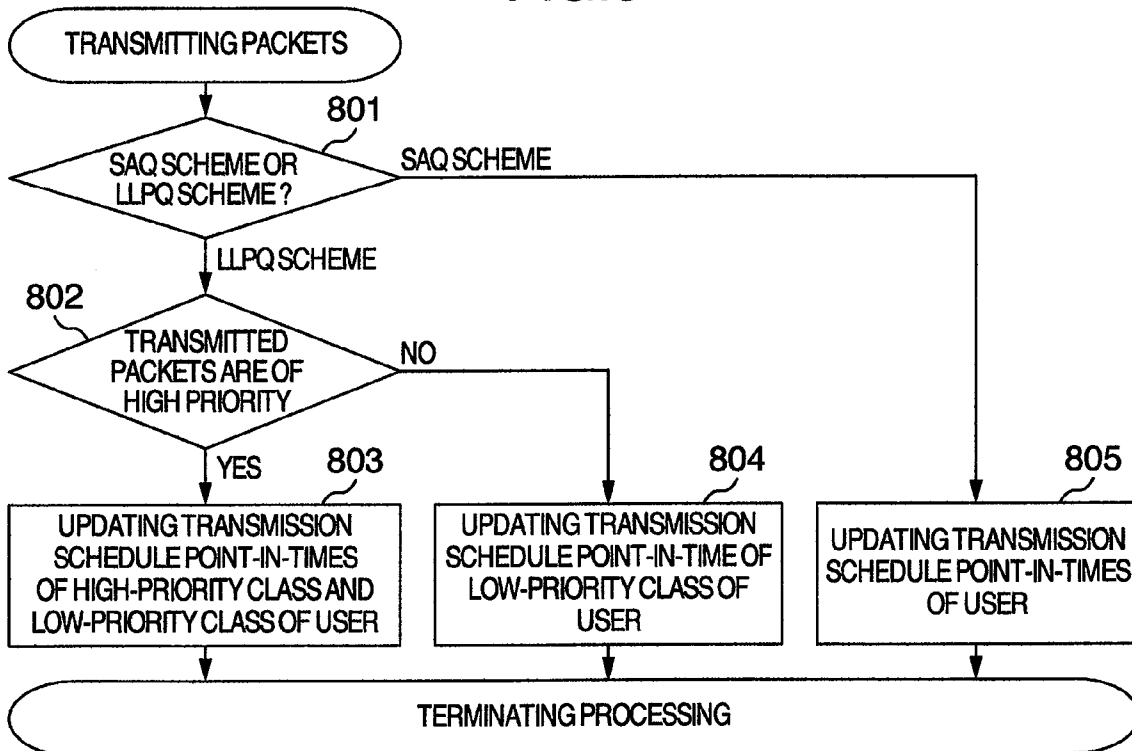 TRANSMITTING PACKETS
801
SAQ SCHEME OR
LLPQ SCHEME?
SAQ SCHEME
LLPQ SCHEME
802
TRANSMITTED
PACKETS ARE OF
HIGH PRIORITY
NO
YES
803
UPDATING TRANSMISSION
SCHEDULE POINT-IN-TIMES
OF HIGH-PRIORITY CLASS AND
LOW-PRIORITY CLASS OF USER
804
UPDATING TRANSMISSION
SCHEDULE POINT-IN-TIME OF
LOW-PRIORITY CLASS OF
USER
805
UPDATING TRANSMISSION
SCHEDULE POINT-IN-TIMES
OF USER
TERMINATING PROCESSING